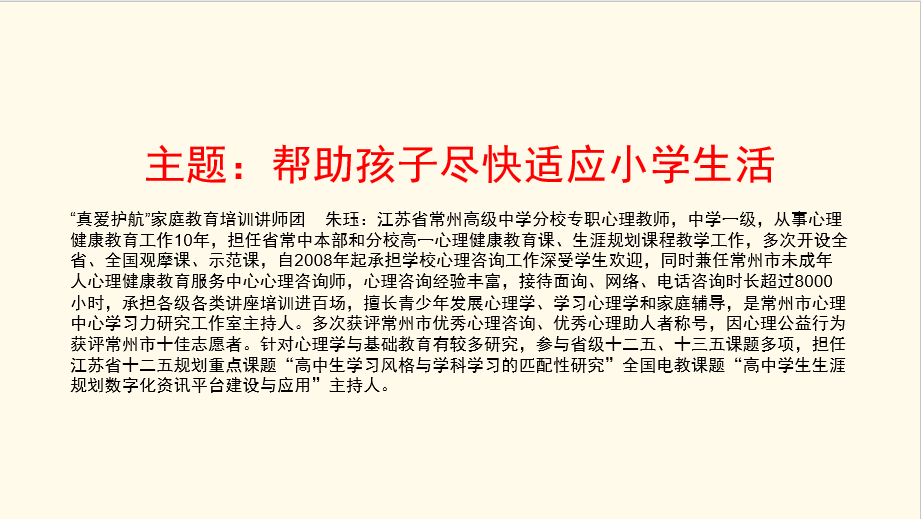 主题：帮助孩子尽快适应小学生活
“真爱护航”家庭教育培训讲师团    朱珏：江苏省常州高级中学分校专职心理教师，中学一级，从事心理
健康教育工作10年，担任省常中本部和分校高一心理健康教育课、生涯规划课程教学工作，多次开设全
省、全国观摩课、示范课，自2008年起承担学校心理咨询工作深受学生欢迎，同时兼任常州市未成年
人心理健康教育服务中心心理咨询师，心理咨询经验丰富，接待面询、网络、电话咨询时长超过8000
小时，承担各级各类讲座培训进百场，擅长青少年发展心理学、学习心理学和家庭辅导，是常州市心理
中心学习力研究工作室主持人。多次获评常州市优秀心理咨询、优秀心理助人者称号，因心理公益行为
获评常州市十佳志愿者。针对心理学与基础教育有较多研究，参与省级十二五、十三五课题多项，担任
江苏省十二五规划重点课题“高中生学习风格与学科学习的匹配性研究”全国电教课题“高中学生生涯
规划数字化资讯平台建设与应用”主持人。